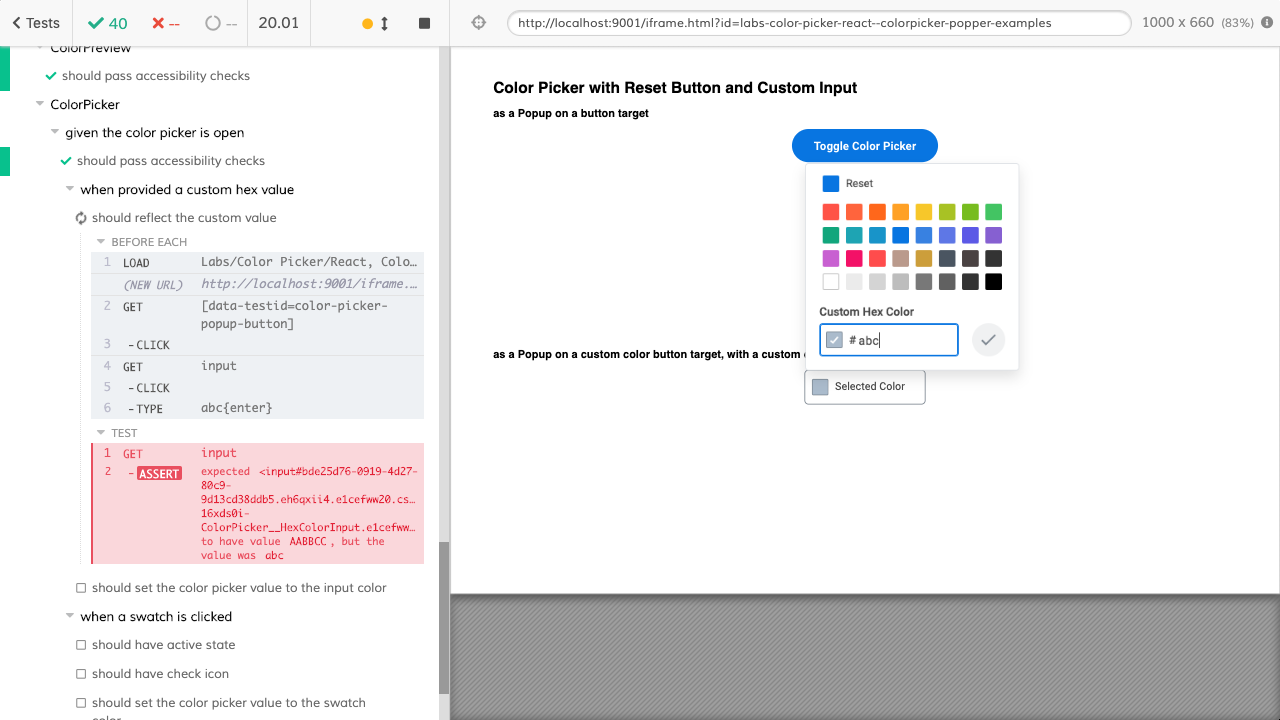 Tests
40
--
--
20.01
http://localhost:9001/iframe.html?id=labs-color-picker-react--colorpicker-popper-examples
1000 x 660 (83%)
ColorPreview
should pass accessibility checks
ColorPicker
given the color picker is open
should pass accessibility checks
when provided a custom hex value
should reflect the custom value
BEFORE EACH
1 LOAD Labs/Color Picker/React, Colo…
(NEW URL) http://localhost:9001/iframe.…
2 GET [data-testid=color-picker-
popup-button]
3 - CLICK
4 GET input
5 - CLICK
6 - TYPE abc{enter}
TEST
1 GET input
2 - ASSERT expected <input#bde25d76-0919-4d27-
80c9-
9d13cd38ddb5.eh6qxii4.e1cefww20.cs…
16xds0i-
ColorPicker__HexColorInput.e1cefww…
to have value AABBCC, but the
value was abc
should set the color picker value to the input color
when a swatch is clicked
should have active state
should have check icon
should set the color picker value to the swatch
color
Color Picker with Reset Button and Custom Input
as a Popup on a button target
Toggle Color Picker
Reset
Custom Hex Color
# abc
as a Popup on a custom color button target, with a custom
Selected Color